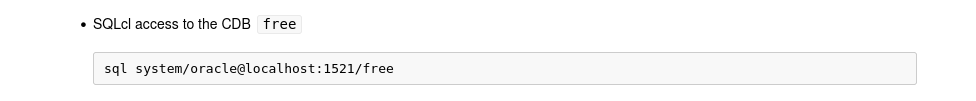 • SQLcl access to the CDB free
sql system/oracle@localhost:1521/free